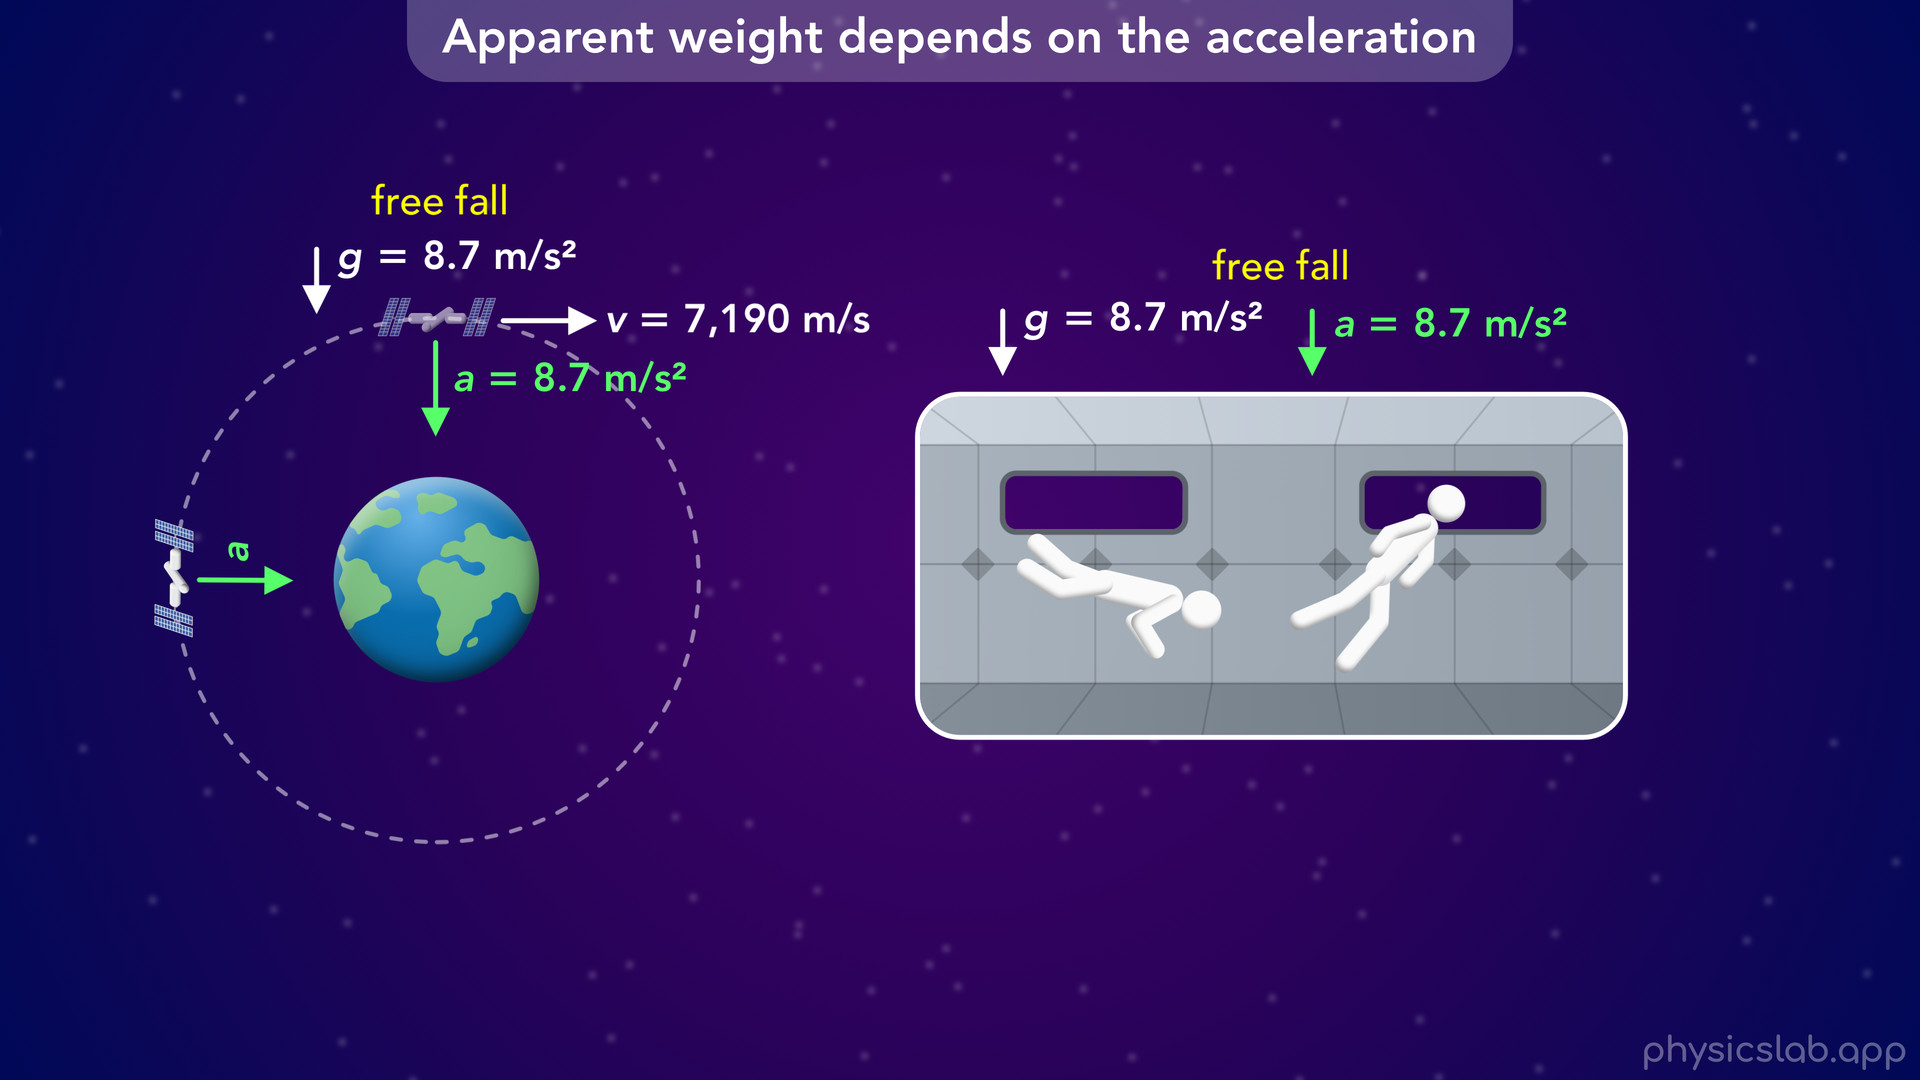 Apparent weight depends on the acceleration
free fall
g = 8.7 m/s²
v = 7,190 m/s
a = 8.7 m/s²
a
free fall
g = 8.7 m/s²
a = 8.7 m/s²
physicslab.app